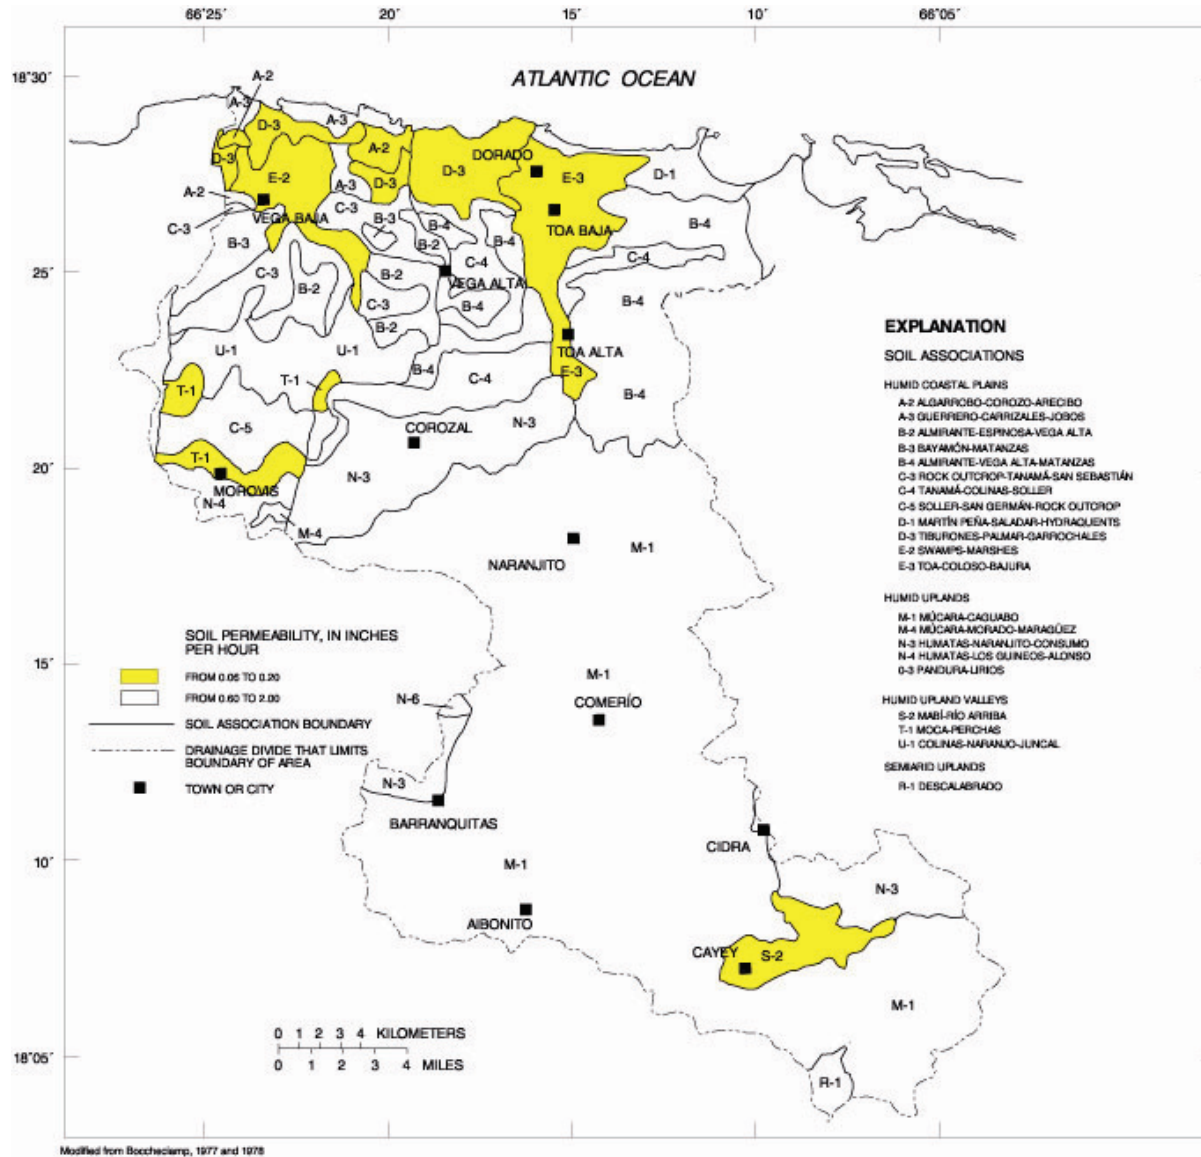 66°25′ 20′ 15′ 10′ 66°05′
18°30′
ATLANTIC OCEAN
A-2
A-3
D-3
A-3
A-2
DORADO
D-3
E-2
A-3
D-3
D-3
E-3
D-1
A-2
VEGA BAJA
C-3
B-3
B-4
TOA BAJA
B-4
C-3
B-3
B-2
B-4
C-4
C-4
25′
C-3
B-2
B-2
VEGA ALTA
B-4
C-3
B-4
B-2
U-1
U-1
TOA ALTA
T-1
T-1
B-4
C-4
E-3
B-4
C-5
COROZAL
N-3
20′
T-1
N-3
MOROVIS
N-4
M-4
NARANJITO
M-1
15′
M-1
COMERÍO
N-6
N-3
BARRANQUITAS
CIDRA
10′
M-1
N-3
AIBONITO
CAYEY
S-2
M-1
18°05′
R-1
EXPLANATION
SOIL ASSOCIATIONS
HUMID COASTAL PLAINS
A-2 ALGARROBO-COROZO-ARECIBO
A-3 GUERRERO-CARRIZALES-JOBOS
B-2 ALMIRANTE-ESPINOSA-VEGA ALTA
B-3 BAYAMÓN-MATANZAS
B-4 ALMIRANTE-VEGA ALTA-MATANZAS
C-3 ROCK OUTCROP-TANAMÁ-SAN SEBASTIÁN
C-4 TANAMÁ-COLINAS-SOLLER
C-5 SOLLER-SAN GERMÁN-ROCK OUTCROP
D-1 MARTÍN PEÑA-SALADAR-HYDRAQUENTS
D-3 TIBURONES-PALMAR-GARROCHALES
E-2 SWAMPS-MARSHES
E-3 TOA-COLOSO-BAJURA
HUMID UPLANDS
M-1 MÚCARA-CAGUABO
M-4 MÚCARA-MORADO-MARAGÜEZ
N-3 HUMATAS-NARANJITO-CONSUMO
N-4 HUMATAS-LOS GUINEOS-ALONSO
0-3 PANDURA-LIRIOS
HUMID UPLAND VALLEYS
S-2 MABÍ-RÍO ARRIBA
T-1 MOCA-PERCHAS
U-1 COLINAS-NARANJO-JUNCAL
SEMIARID UPLANDS
R-1 DESCALABRADO
SOIL PERMEABILITY, IN INCHES
PER HOUR
FROM 0.06 TO 0.20
FROM 0.60 TO 2.00
SOIL ASSOCIATION BOUNDARY
DRAINAGE DIVIDE THAT LIMITS
BOUNDARY OF AREA
TOWN OR CITY
0 1 2 3 4 KILOMETERS
0 1 2 3 4 MILES
Modified from Boccheciamp, 1977 and 1978